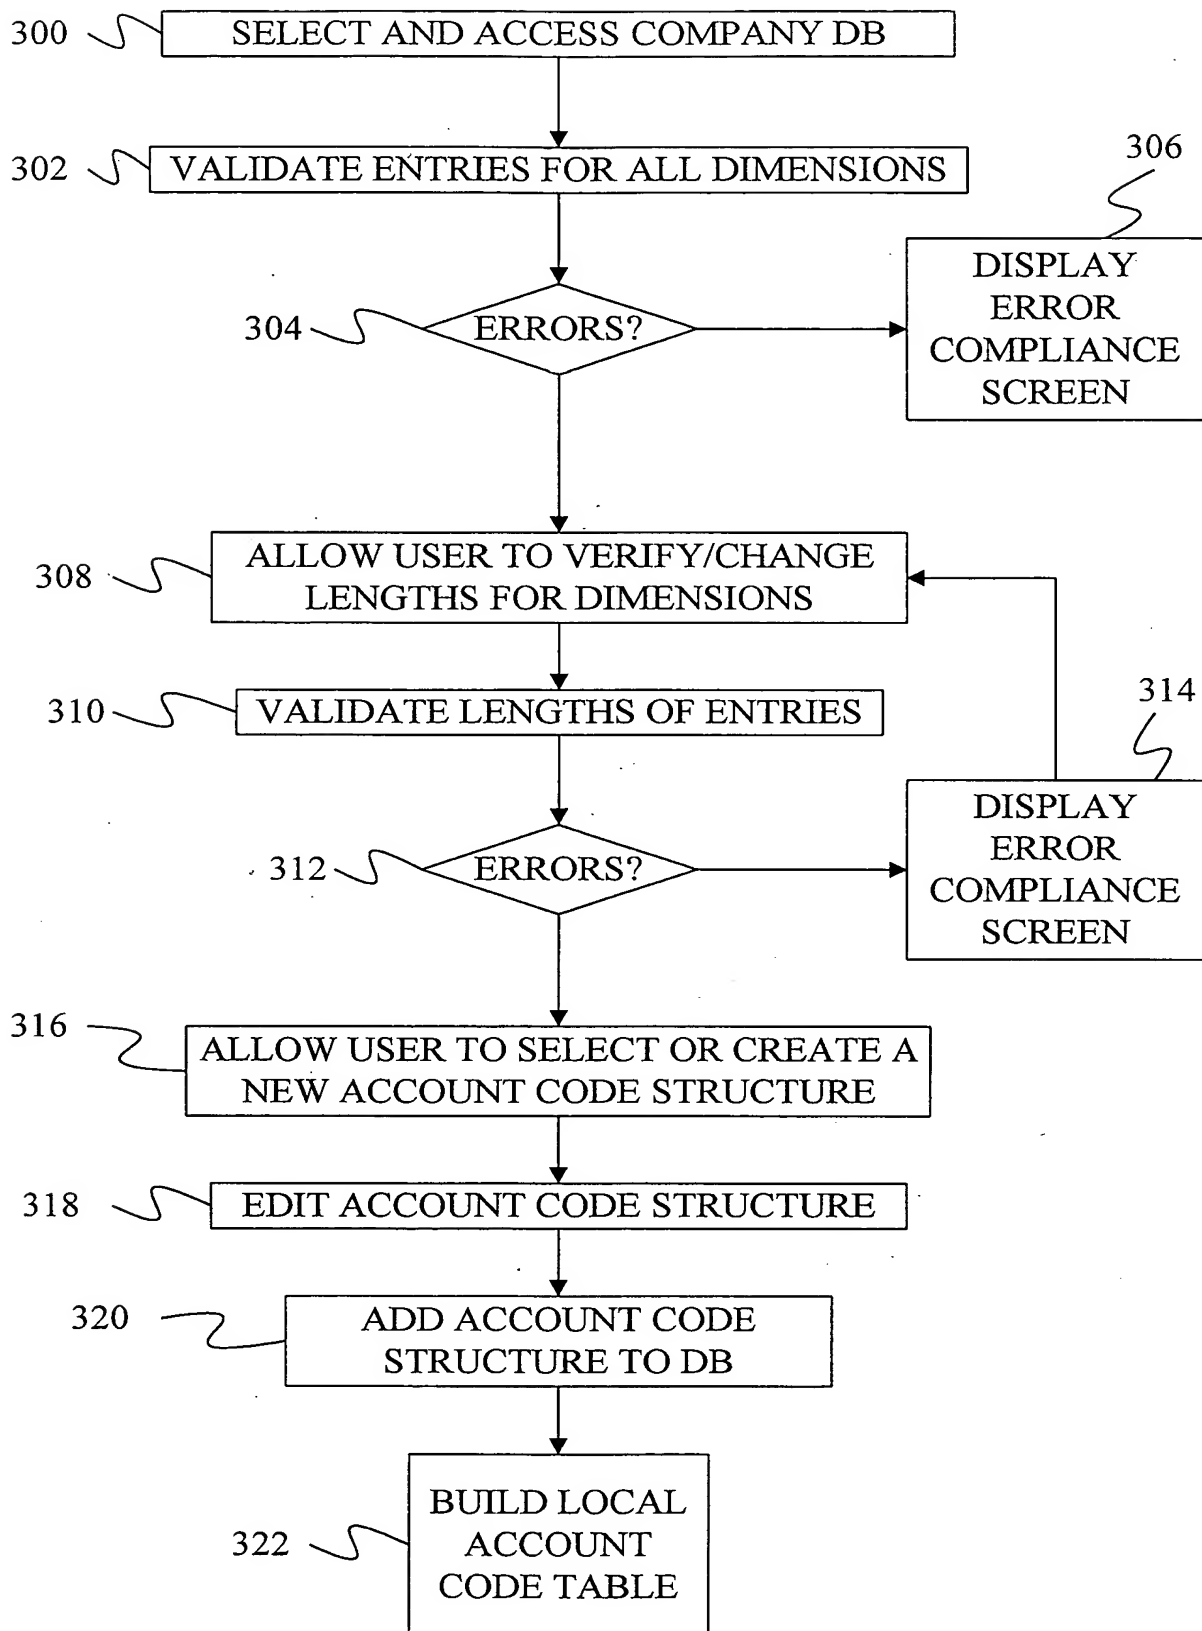 300
SELECT AND ACCESS COMPANY DB
302
VALIDATE ENTRIES FOR ALL DIMENSIONS
306
304
ERRORS?
DISPLAY
ERROR
COMPLIANCE
SCREEN
308
ALLOW USER TO VERIFY/CHANGE
LENGTHS FOR DIMENSIONS
310
VALIDATE LENGTHS OF ENTRIES
314
312
ERRORS?
DISPLAY
ERROR
COMPLIANCE
SCREEN
316
ALLOW USER TO SELECT OR CREATE A
NEW ACCOUNT CODE STRUCTURE
318
EDIT ACCOUNT CODE STRUCTURE
320
ADD ACCOUNT CODE
STRUCTURE TO DB
322
BUILD LOCAL
ACCOUNT
CODE TABLE